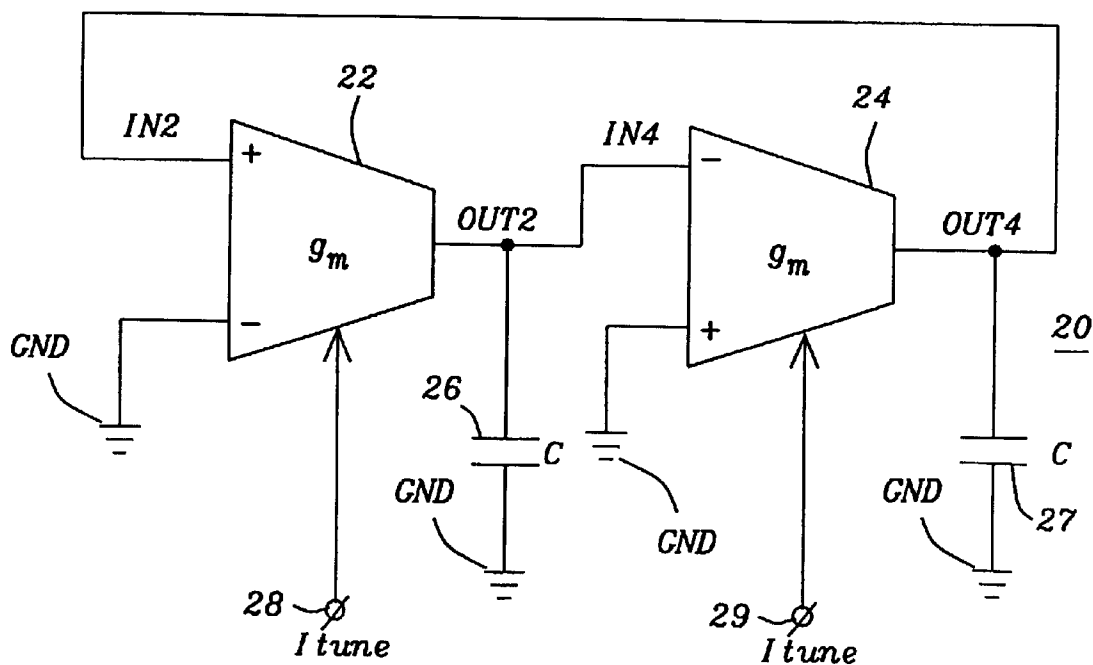 22
24
IN2
IN4
+
−
OUT2
OUT4
g_m
g_m
−
+
20
GND
26
C
GND
GND
GND
C
27
28
I tune
29
I tune